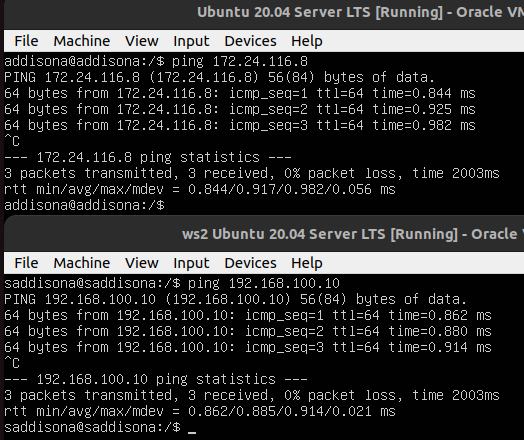 Ubuntu 20.04 Server LTS [Running] - Oracle VM
File Machine View Input Devices Help
addisona@addisona:/$ ping 172.24.116.8
PING 172.24.116.8 (172.24.116.8) 56(84) bytes of data.
64 bytes from 172.24.116.8: icmp_seq=1 ttl=64 time=0.844 ms
64 bytes from 172.24.116.8: icmp_seq=2 ttl=64 time=0.925 ms
64 bytes from 172.24.116.8: icmp_seq=3 ttl=64 time=0.982 ms
^C
--- 172.24.116.8 ping statistics ---
3 packets transmitted, 3 received, 0% packet loss, time 2003ms
rtt min/avg/max/mdev = 0.844/0.917/0.982/0.056 ms
addisona@addisona:/$
ws2 Ubuntu 20.04 Server LTS [Running] - Oracle V
File Machine View Input Devices Help
saddisona@saddisona:/$ ping 192.168.100.10
PING 192.168.100.10 (192.168.100.10) 56(84) bytes of data.
64 bytes from 192.168.100.10: icmp_seq=1 ttl=64 time=0.862 ms
64 bytes from 192.168.100.10: icmp_seq=2 ttl=64 time=0.880 ms
64 bytes from 192.168.100.10: icmp_seq=3 ttl=64 time=0.914 ms
^C
--- 192.168.100.10 ping statistics ---
3 packets transmitted, 3 received, 0% packet loss, time 2003ms
rtt min/avg/max/mdev = 0.862/0.885/0.914/0.021 ms
saddisona@saddisona:/$ _